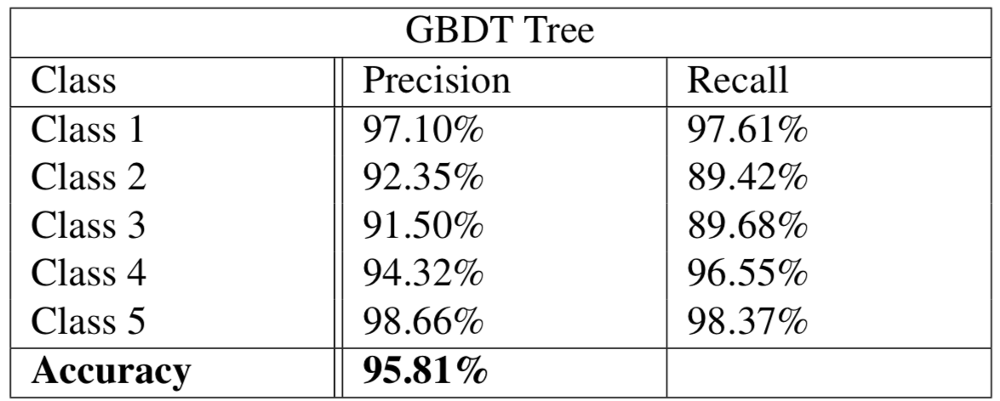 GBDT Tree
Class Precision Recall
Class 1 97.10% 97.61%
Class 2 92.35% 89.42%
Class 3 91.50% 89.68%
Class 4 94.32% 96.55%
Class 5 98.66% 98.37%
Accuracy 95.81%